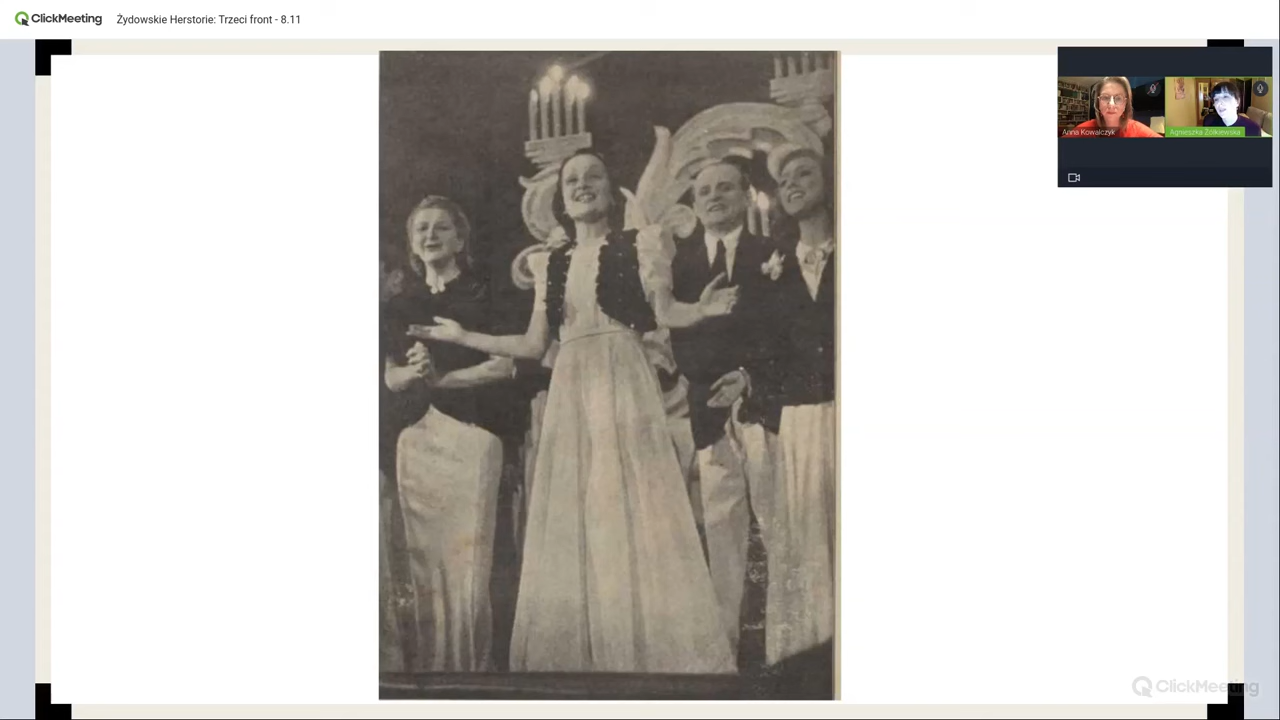 ClickMeeting
Żydowskie Herstorie: Trzeci front - 8.11
Anna Kowalczyk
Agnieszka Żółkiewska
ClickMeeting